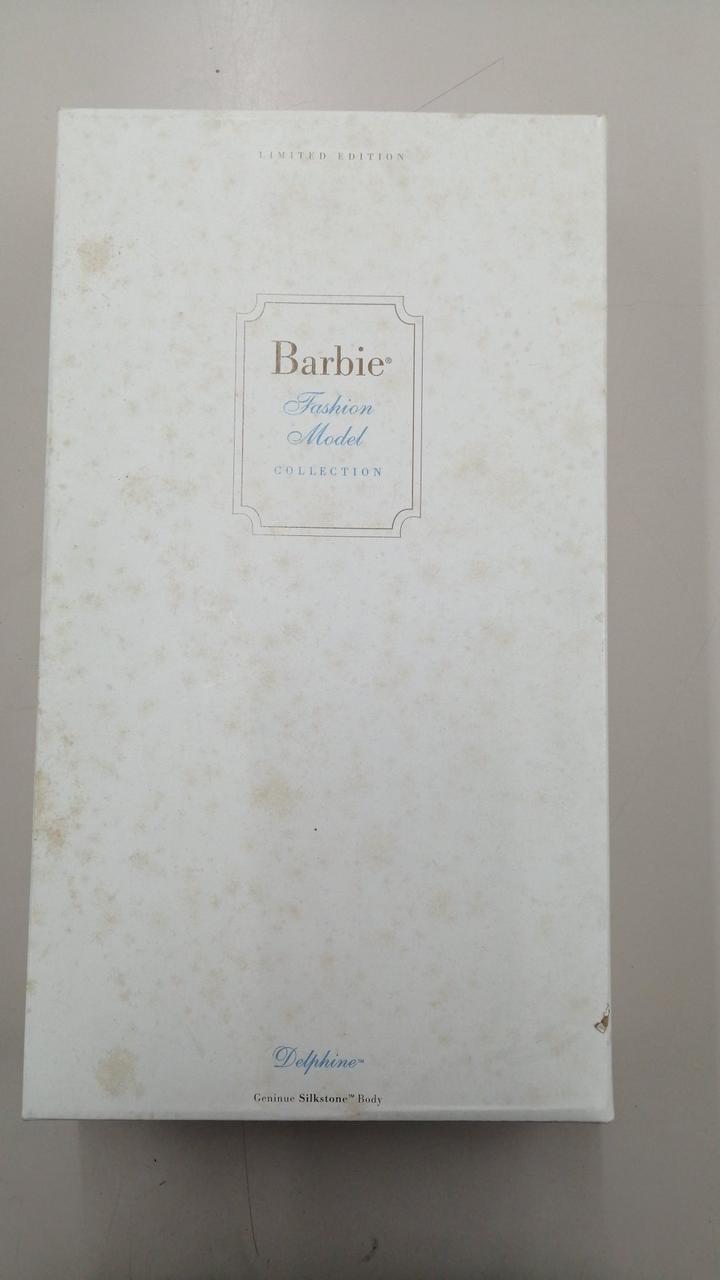 LIMITED EDITION
Barbie®
Fashion
Model
COLLECTION
Delphine™
Geninue Silkstone™ Body